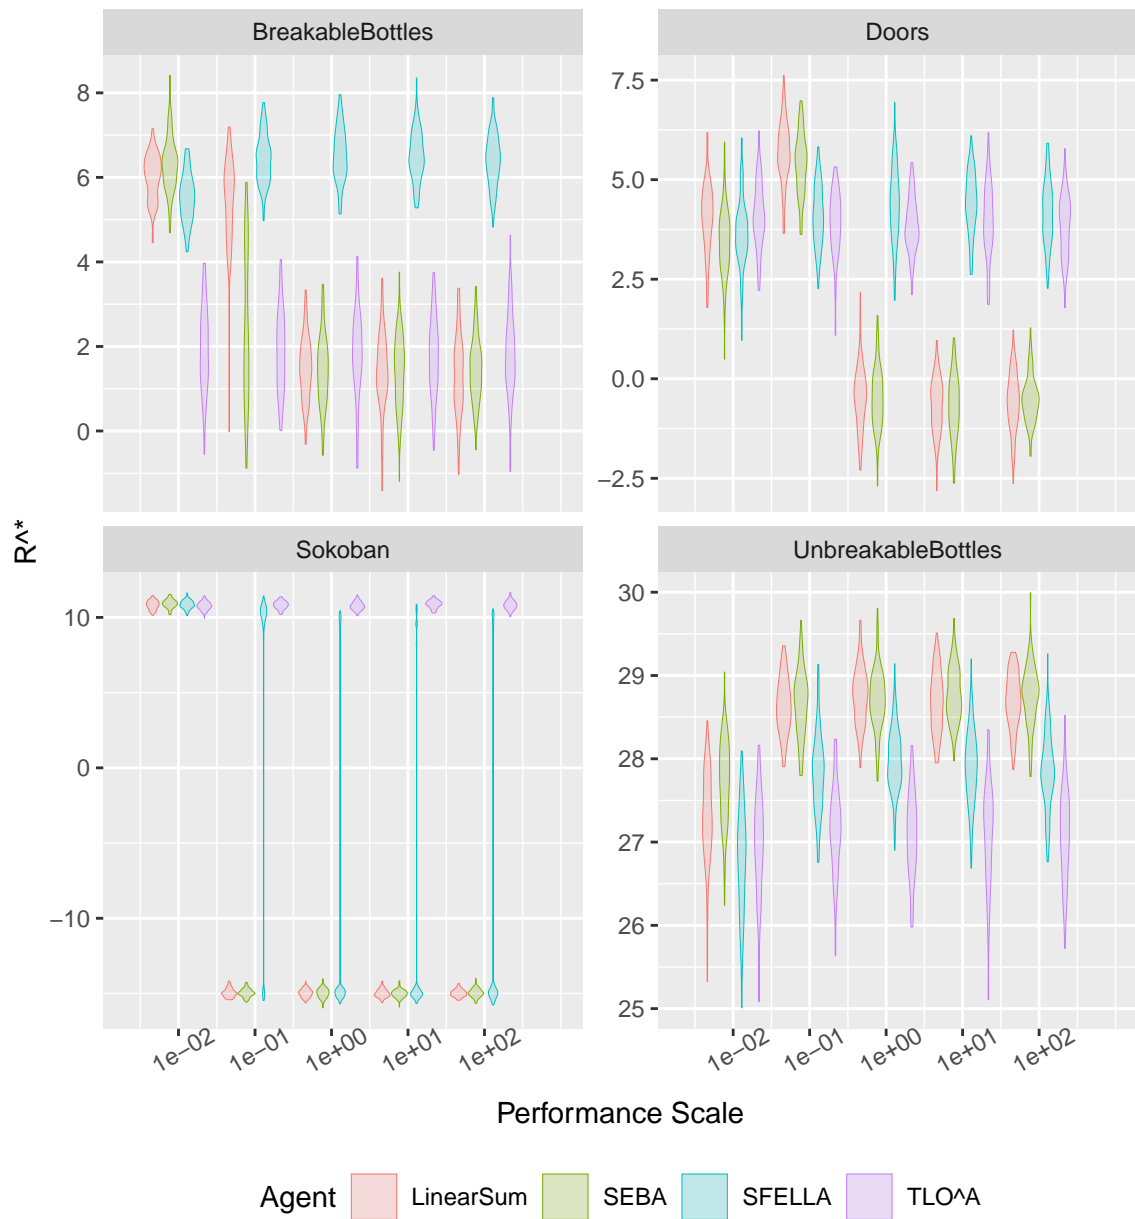 BreakableBottles
Doors
8
6
4
2
0
7.5
5.0
2.5
0.0
−2.5
R^*
Sokoban
UnbreakableBottles
10
0
−10
30
29
28
27
26
25
1e−02
1e−01
1e+00
1e+01
1e+02
1e−02
1e−01
1e+00
1e+01
1e+02
Performance Scale
Agent LinearSum SEBA SFELLA TLO^A